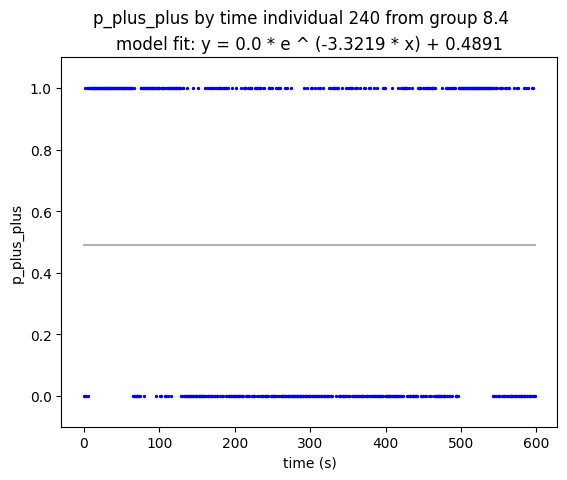 p_plus_plus by time individual 240 from group 8.4
model fit: y = 0.0 * e ^ (-3.3219 * x) + 0.4891
1.0
0.8
0.6
0.4
0.2
0.0
p_plus_plus
0 100 200 300 400 500 600
time (s)